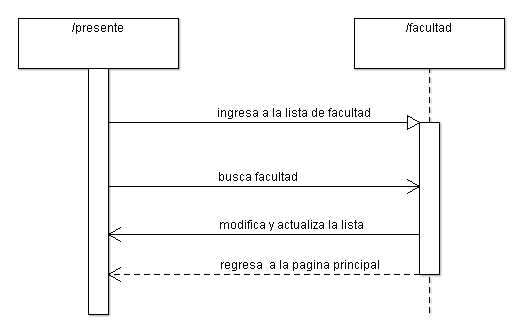 /presente
/facultad
ingresa a la lista de facultad
busca facultad
modifica y actualiza la lista
regresa a la pagina principal